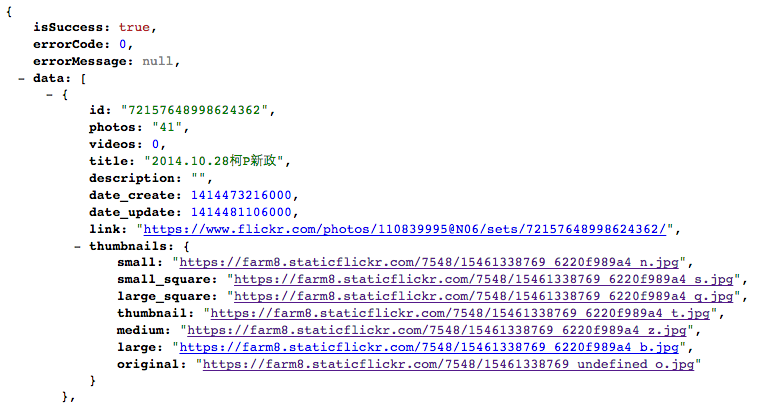 {
isSuccess: true,
errorCode: 0,
errorMessage: null,
- data: [
- {
id: "72157648998624362",
photos: "41",
videos: 0,
title: "2014.10.28柯P新政",
description: "",
date_create: 1414473216000,
date_update: 1414481106000,
link: "https://www.flickr.com/photos/110839995@N06/sets/72157648998624362/",
- thumbnails: {
small: "https://farm8.staticflickr.com/7548/15461338769_6220f989a4_n.jpg",
small_square: "https://farm8.staticflickr.com/7548/15461338769_6220f989a4_s.jpg",
large_square: "https://farm8.staticflickr.com/7548/15461338769_6220f989a4_q.jpg",
thumbnail: "https://farm8.staticflickr.com/7548/15461338769_6220f989a4_t.jpg",
medium: "https://farm8.staticflickr.com/7548/15461338769_6220f989a4_z.jpg",
large: "https://farm8.staticflickr.com/7548/15461338769_6220f989a4_b.jpg",
original: "https://farm8.staticflickr.com/7548/15461338769_undefined_o.jpg"
}
},